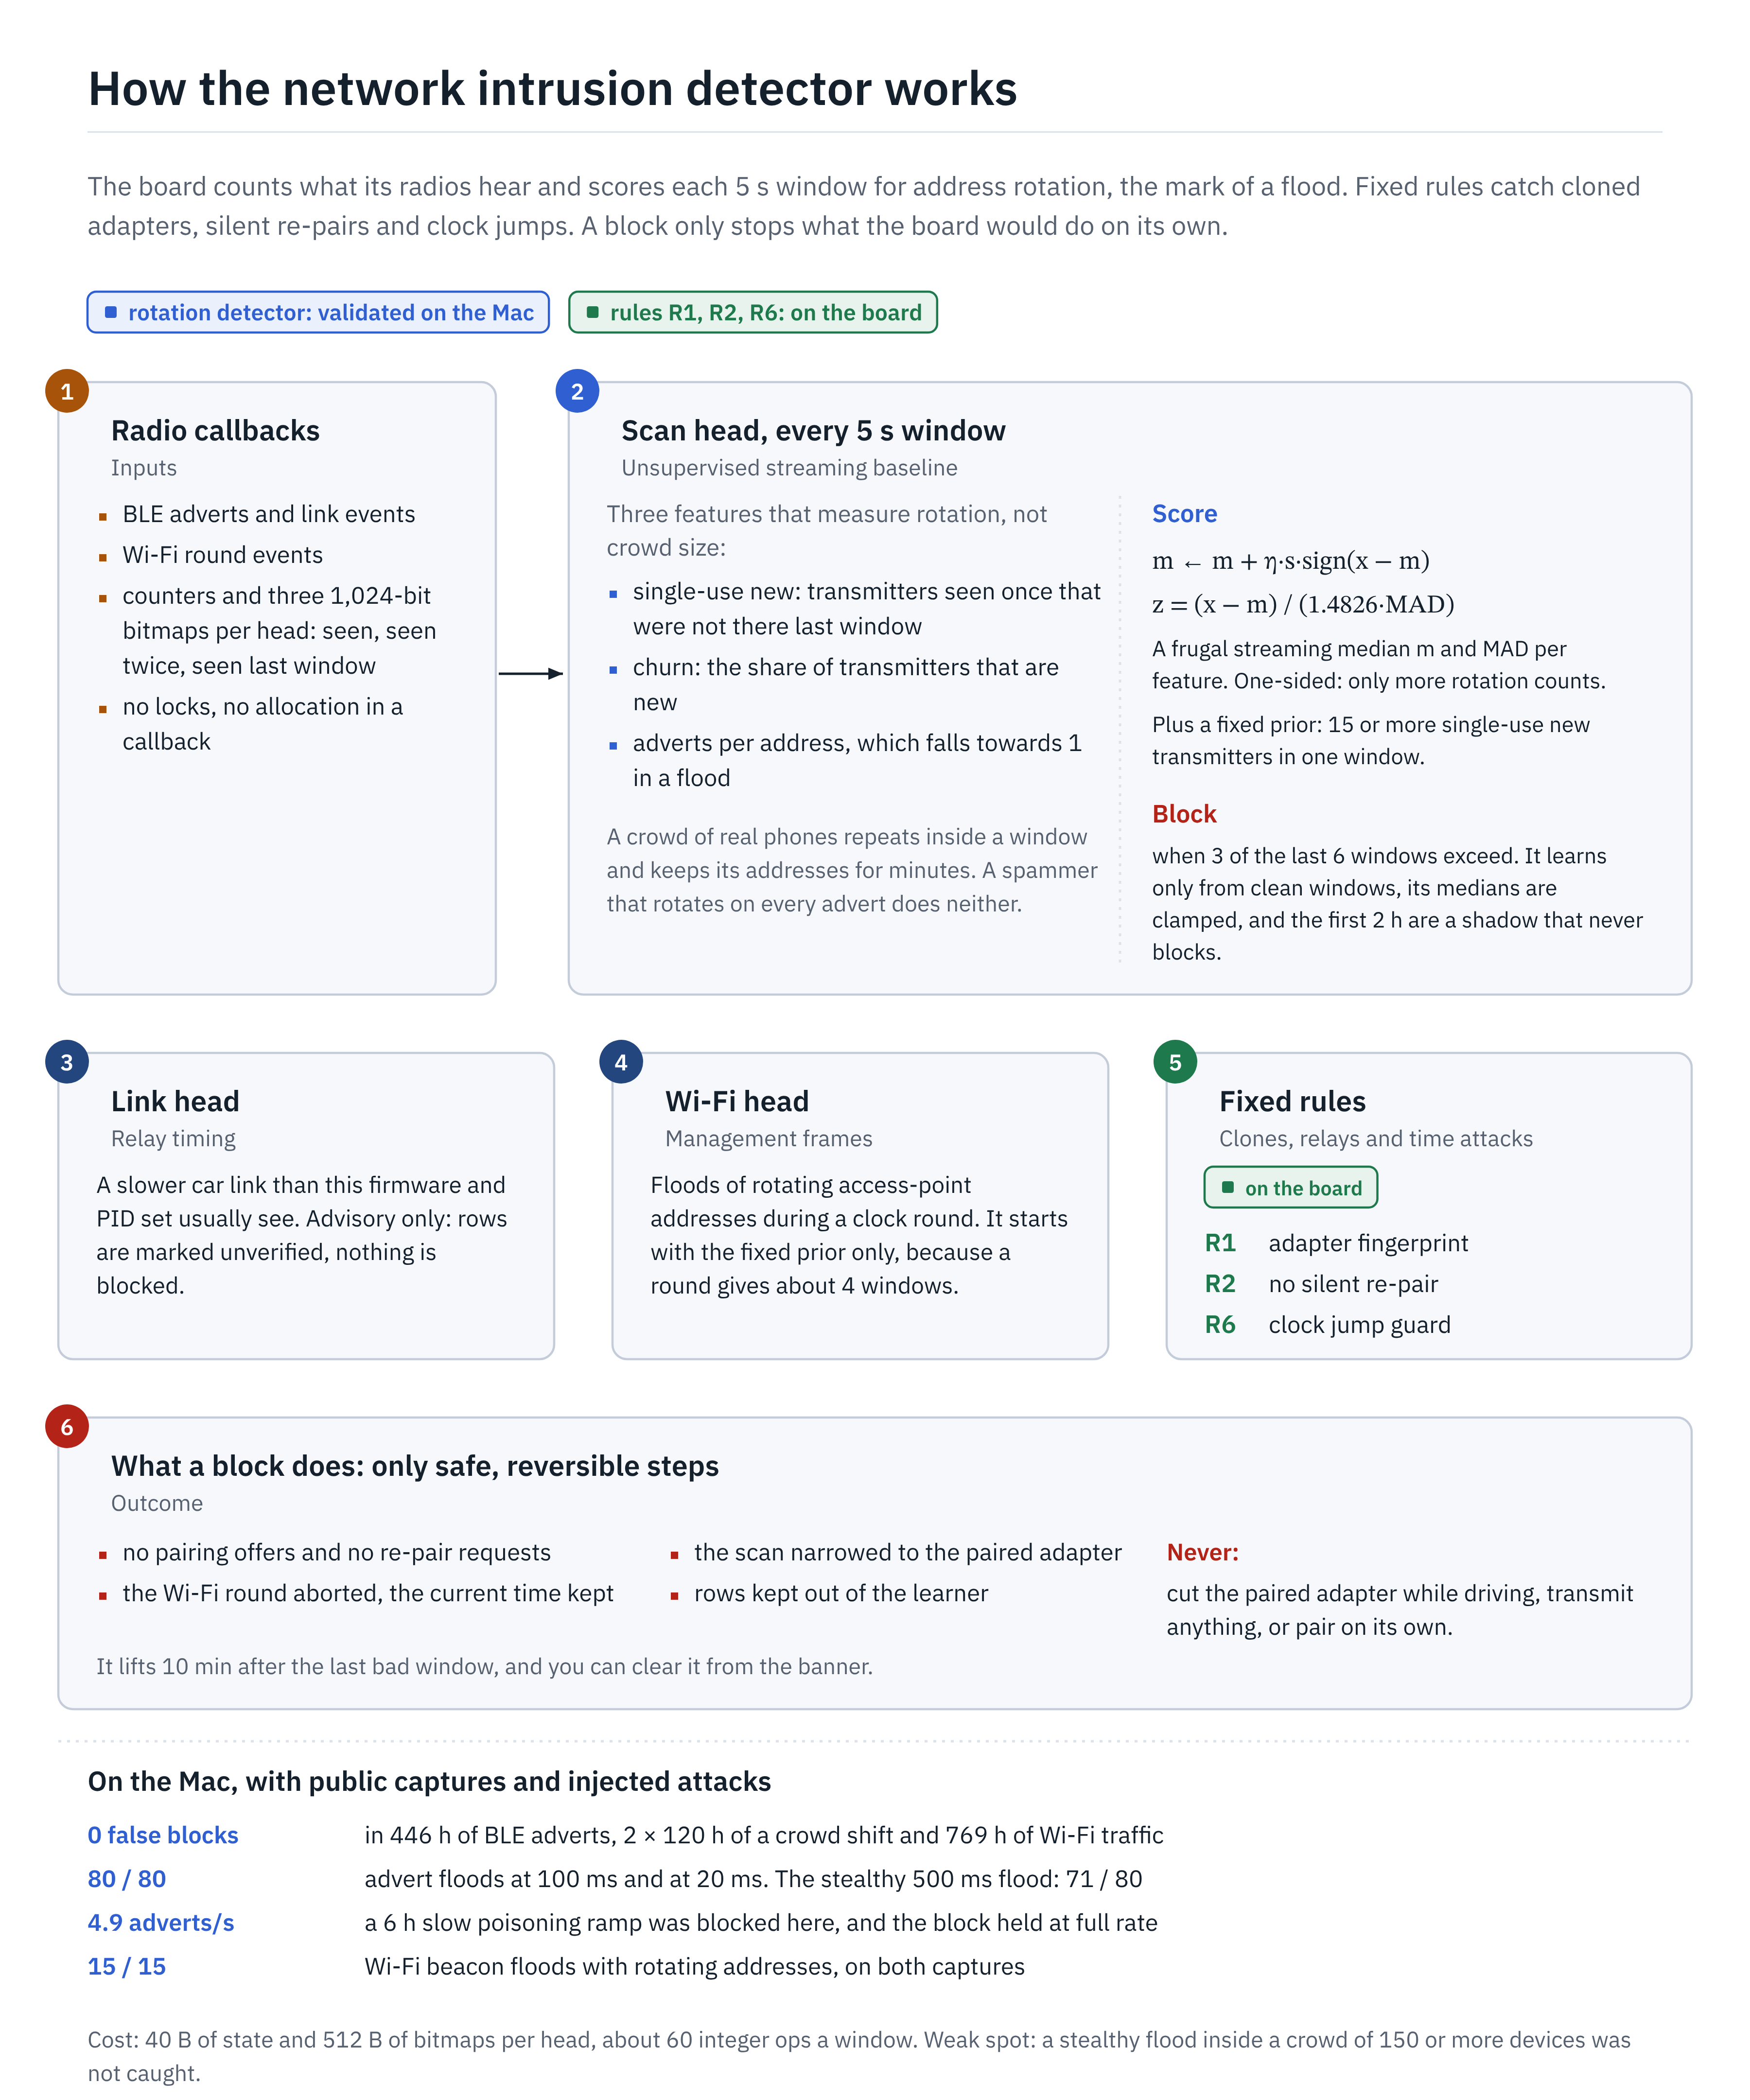 How the network intrusion detector works
The board counts what its radios hear and scores each 5 s window for address rotation, the mark of a flood. Fixed rules catch cloned
adapters, silent re-pairs and clock jumps. A block only stops what the board would do on its own.
rotation detector: validated on the Mac
rules R1, R2, R6: on the board
1
Radio callbacks
Inputs
BLE adverts and link events
Wi-Fi round events
counters and three 1,024-bit
bitmaps per head: seen, seen
twice, seen last window
no locks, no allocation in a
callback
2
Scan head, every 5 s window
Unsupervised streaming baseline
Three features that measure rotation, not
crowd size:
single-use new: transmitters seen once that
were not there last window
churn: the share of transmitters that are
new
adverts per address, which falls towards 1
in a flood
A crowd of real phones repeats inside a window
and keeps its addresses for minutes. A spammer
that rotates on every advert does neither.
Score
m ← m + η·s·sign(x − m)
z = (x − m) / (1.4826·MAD)
A frugal streaming median m and MAD per
feature. One-sided: only more rotation counts.
Plus a fixed prior: 15 or more single-use new
transmitters in one window.
Block
when 3 of the last 6 windows exceed. It learns
only from clean windows, its medians are
clamped, and the first 2 h are a shadow that never
blocks.
3
Link head
Relay timing
A slower car link than this firmware and
PID set usually see. Advisory only: rows
are marked unverified, nothing is
blocked.
4
Wi-Fi head
Management frames
Floods of rotating access-point
addresses during a clock round. It starts
with the fixed prior only, because a
round gives about 4 windows.
5
Fixed rules
Clones, relays and time attacks
on the board
R1 adapter fingerprint
R2 no silent re-pair
R6 clock jump guard
6
What a block does: only safe, reversible steps
Outcome
no pairing offers and no re-pair requests
the Wi-Fi round aborted, the current time kept
the scan narrowed to the paired adapter
rows kept out of the learner
Never:
cut the paired adapter while driving, transmit
anything, or pair on its own.
It lifts 10 min after the last bad window, and you can clear it from the banner.
On the Mac, with public captures and injected attacks
0 false blocks in 446 h of BLE adverts, 2 × 120 h of a crowd shift and 769 h of Wi-Fi traffic
80 / 80 advert floods at 100 ms and at 20 ms. The stealthy 500 ms flood: 71 / 80
4.9 adverts/s a 6 h slow poisoning ramp was blocked here, and the block held at full rate
15 / 15 Wi-Fi beacon floods with rotating addresses, on both captures
Cost: 40 B of state and 512 B of bitmaps per head, about 60 integer ops a window. Weak spot: a stealthy flood inside a crowd of 150 or more devices was
not caught.